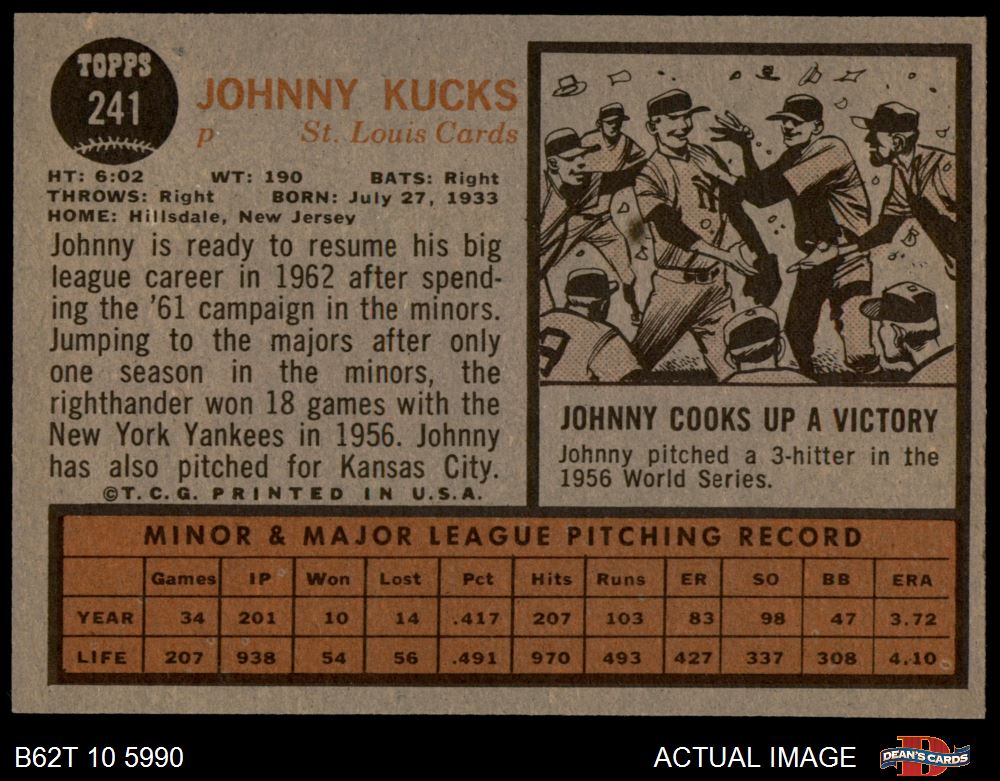 TOPPS
241
JOHNNY KUCKS
p St. Louis Cards
HT: 6:02 WT: 190 BATS: Right
THROWS: Right BORN: July 27, 1933
HOME: Hillsdale, New Jersey
Johnny is ready to resume his big
league career in 1962 after spend-
ing the '61 campaign in the minors.
Jumping to the majors after only
one season in the minors, the
righthander won 18 games with the
New York Yankees in 1956. Johnny
has also pitched for Kansas City.
©T.C.G. PRINTED IN U.S.A.
NY
B
JOHNNY COOKS UP A VICTORY
Johnny pitched a 3-hitter in the
1956 World Series.
MINOR & MAJOR LEAGUE PITCHING RECORD
Games IP Won Lost Pct Hits Runs ER SO BB ERA
YEAR 34 201 10 14 .417 207 103 83 98 47 3.72
LIFE 207 938 54 56 .491 970 493 427 337 308 4.10
B62T 10 5990 ACTUAL IMAGE DEAN'S CARDS